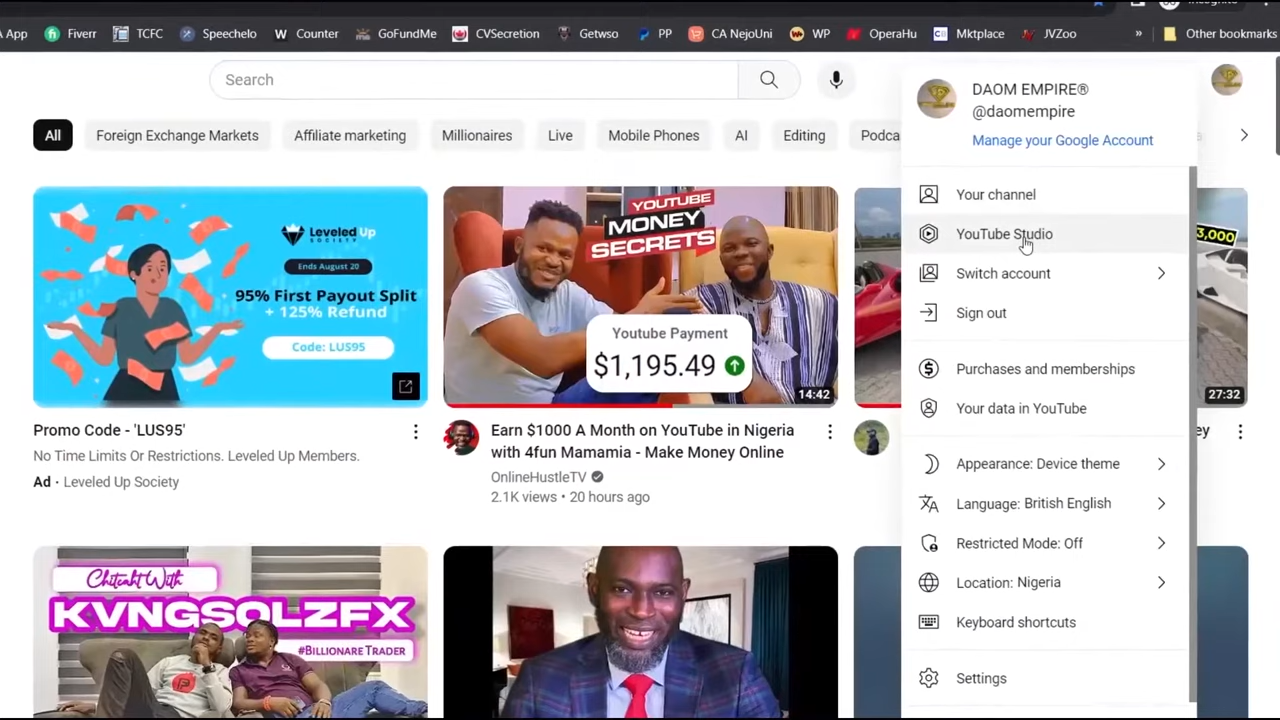 A App
Fiverr
TCFC
Speechelo
W Counter
GoFundMe
CVSecretion
Getwso
PP
CA NejoUni
WP
OperaHu
Mktplace
JVZoo
»
Other bookmarks
Search
DAOM EMPIRE®
@daomempire
Manage your Google Account
All
Foreign Exchange Markets
Affiliate marketing
Millionaires
Live
Mobile Phones
AI
Editing
Podca
Your channel
YouTube Studio
Switch account
Sign out
Purchases and memberships
Your data in YouTube
Appearance: Device theme
Language: British English
Restricted Mode: Off
Location: Nigeria
Keyboard shortcuts
Settings
Leveled Up
SOCIETY
Ends August 20
95% First Payout Split
+ 125% Refund
Code: LUS95
YOUTUBE
MONEY
SECRETS
Youtube Payment
$1,195.49
14:42
3,000
27:32
Promo Code - 'LUS95'
No Time Limits Or Restrictions. Leveled Up Members.
Ad · Leveled Up Society
Earn $1000 A Month on YouTube in Nigeria
with 4fun Mamamia - Make Money Online
OnlineHustleTV
2.1K views • 20 hours ago
ey
Chitchat With
KVNGSOLZFX
#BILLIONARE TRADER